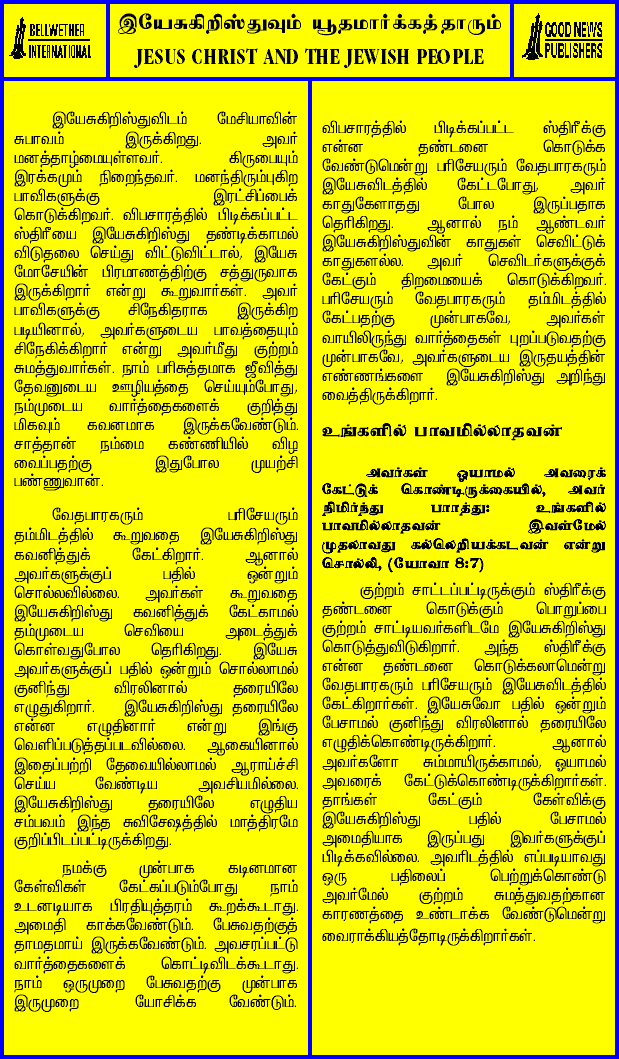 BELLWETHER
INTERNATIONAL
இயேசுகிறிஸ்துவும் யூதமார்க்கத்தாரும்
JESUS CHRIST AND THE JEWISH PEOPLE
GOOD NEWS
PUBLISHERS
இயேசுகிறிஸ்துவிடம் மேசியாவின்
சுபாவம் இருக்கிறது. அவர்
மனத்தாழ்மையுள்ளவர். கிருபையும்
இரக்கமும் நிறைந்தவர். மனந்திரும்புகிற
பாவிகளுக்கு இரட்சிப்பைக்
கொடுக்கிறவர். விபசாரத்தில் பிடிக்கப்பட்ட
ஸ்திரீயை இயேசுகிறிஸ்து தண்டிக்காமல்
விடுதலை செய்து விட்டுவிட்டால், இயேசு
மோசேயின் பிரமாணத்திற்கு சத்துருவாக
இருக்கிறார் என்று கூறுவார்கள். அவர்
பாவிகளுக்கு சிநேகிதராக இருக்கிற
படியினால், அவர்களுடைய பாவத்தையும்
சிநேகிக்கிறார் என்று அவர்மீது குற்றம்
சுமத்துவார்கள். நாம் பரிசுத்தமாக ஜீவித்து
தேவனுடைய ஊழியத்தை செய்யும்போது,
நம்முடைய வார்த்தைகளைக் குறித்து
மிகவும் கவனமாக இருக்கவேண்டும்.
சாத்தான் நம்மை கண்ணியில் விழ
வைப்பதற்கு இதுபோல முயற்சி
பண்ணுவான்.
வேதபாரகரும் பரிசேயரும்
தம்மிடத்தில் கூறுவதை இயேசுகிறிஸ்து
கவனித்துக் கேட்கிறார். ஆனால்
அவர்களுக்குப் பதில் ஒன்றும்
சொல்லவில்லை. அவர்கள் கூறுவதை
இயேசுகிறிஸ்து கவனித்துக் கேட்காமல்
தம்முடைய செவியை அடைத்துக்
கொள்வதுபோல தெரிகிறது. இயேசு
அவர்களுக்குப் பதில் ஒன்றும் சொல்லாமல்
குனிந்து விரலினால் தரையிலே
எழுதுகிறார். இயேசுகிறிஸ்து தரையிலே
என்ன எழுதினார் என்று இங்கு
வெளிப்படுத்தப்படவில்லை. ஆகையினால்
இதைப்பற்றி தேவையில்லாமல் ஆராய்ச்சி
செய்ய வேண்டிய அவசியமில்லை.
இயேசுகிறிஸ்து தரையிலே எழுதிய
சம்பவம் இந்த சுவிசேஷத்தில் மாத்திரமே
குறிப்பிடப்பட்டிருக்கிறது.
நமக்கு முன்பாக கடினமான
கேள்விகள் கேட்கப்படும்போது நாம்
உடனடியாக பிரதியுத்தரம் கூறக்கூடாது.
அமைதி காக்கவேண்டும். பேசுவதற்குத்
தாமதமாய் இருக்கவேண்டும். அவசரப்பட்டு
வார்த்தைகளைக் கொட்டிவிடக்கூடாது.
நாம் ஒருமுறை பேசுவதற்கு முன்பாக
இருமுறை யோசிக்க வேண்டும்.
விபசாரத்தில் பிடிக்கப்பட்ட ஸ்திரீக்கு
என்ன தண்டனை கொடுக்க
வேண்டுமென்று பரிசேயரும் வேதபாரகரும்
இயேசுவிடத்தில் கேட்டபோது, அவர்
காதுகேளாதது போல இருப்பதாக
தெரிகிறது. ஆனால் நம் ஆண்டவர்
இயேசுகிறிஸ்துவின் காதுகள் செவிட்டுக்
காதுகளல்ல. அவர் செவிடர்களுக்குக்
கேட்கும் திறமையைக் கொடுக்கிறவர்.
பரிசேயரும் வேதபாரகரும் தம்மிடத்தில்
கேட்பதற்கு முன்பாகவே, அவர்கள்
வாயிலிருந்து வார்த்தைகள் புறப்படுவதற்கு
முன்பாகவே, அவர்களுடைய இருதயத்தின்
எண்ணங்களை இயேசுகிறிஸ்து அறிந்து
வைத்திருக்கிறார்.
உங்களில் பாவமில்லாதவன்
அவர்கள் ஓயாமல் அவரைக்
கேட்டுக் கொண்டிருக்கையில், அவர்
நிமிர்ந்து பார்த்து: உங்களில்
பாவமில்லாதவன் இவள்மேல்
முதலாவது கல்லெறியக்கடவன் என்று
சொல்லி, (யோவா 8:7)
குற்றம் சாட்டப்பட்டிருக்கும் ஸ்திரீக்கு
தண்டனை கொடுக்கும் பொறுப்பை
குற்றம் சாட்டியவர்களிடமே இயேசுகிறிஸ்து
கொடுத்துவிடுகிறார். அந்த ஸ்திரீக்கு
என்ன தண்டனை கொடுக்கலாமென்று
வேதபாரகரும் பரிசேயரும் இயேசுவிடத்தில்
கேட்கிறார்கள். இயேசுவோ பதில் ஒன்றும்
பேசாமல் குனிந்து விரலினால் தரையிலே
எழுதிக்கொண்டிருக்கிறார். ஆனால்
அவர்களோ சும்மாயிருக்காமல், ஓயாமல்
அவரைக் கேட்டுக்கொண்டிருக்கிறார்கள்.
தாங்கள் கேட்கும் கேள்விக்கு
இயேசுகிறிஸ்து பதில் பேசாமல்
அமைதியாக இருப்பது இவர்களுக்குப்
பிடிக்கவில்லை. அவரிடத்தில் எப்படியாவது
ஒரு பதிலைப் பெற்றுக்கொண்டு
அவர்மேல் குற்றம் சுமத்துவதற்கான
காரணத்தை உண்டாக்க வேண்டுமென்று
வைராக்கியத்தோடிருக்கிறார்கள்.